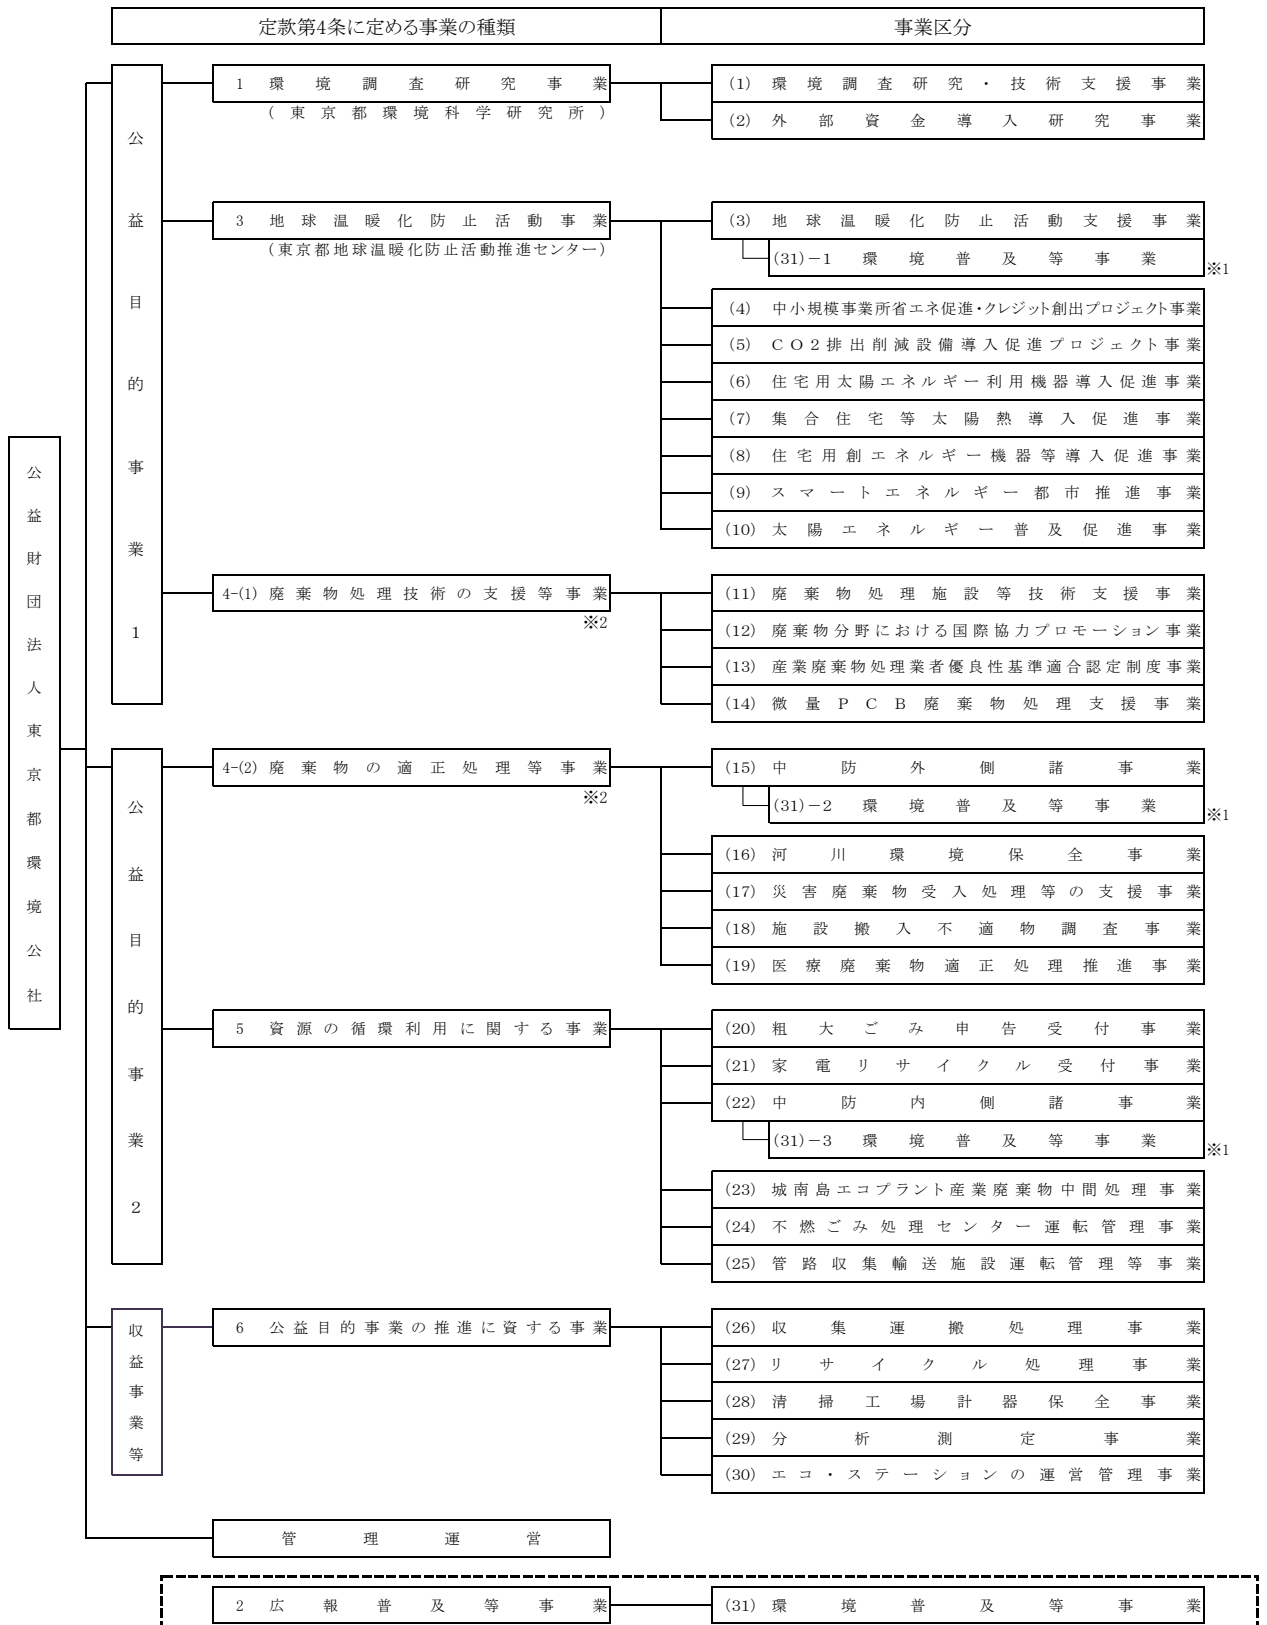 定款第4条に定める事業の種類 事業区分
公益財団法人東京都環境公社
公益目的事業1
1 環境調査研究事業
(東京都環境科学研究所)
(1) 環境調査研究・技術支援事業
(2) 外部資金導入研究事業
3 地球温暖化防止活動事業
(東京都地球温暖化防止活動推進センター)
(3) 地球温暖化防止活動支援事業
(31)-1 環境普及等事業 ※1
(4) 中小規模事業所省エネ促進・クレジット創出プロジェクト事業
(5) CO2排出削減設備導入促進プロジェクト事業
(6) 住宅用太陽エネルギー利用機器導入促進事業
(7) 集合住宅等太陽熱導入促進事業
(8) 住宅用創エネルギー機器等導入促進事業
(9) スマートエネルギー都市推進事業
(10) 太陽エネルギー普及促進事業
4-(1) 廃棄物処理技術の支援等事業
※2
(11) 廃棄物処理施設等技術支援事業
(12) 廃棄物分野における国際協力プロモーション事業
(13) 産業廃棄物処理業者優良性基準適合認定制度事業
(14) 微量PCB廃棄物処理支援事業
公益目的事業2
4-(2) 廃棄物の適正処理等事業
※2
(15) 中防外側諸事業
(31)-2 環境普及等事業 ※1
(16) 河川環境保全事業
(17) 災害廃棄物受入処理等の支援事業
(18) 施設搬入不適物調査事業
(19) 医療廃棄物適正処理推進事業
5 資源の循環利用に関する事業
(20) 粗大ごみ申告受付事業
(21) 家電リサイクル受付事業
(22) 中防内側諸事業
(31)-3 環境普及等事業 ※1
(23) 城南島エコプラント産業廃棄物中間処理事業
(24) 不燃ごみ処理センター運転管理事業
(25) 管路収集輸送施設運転管理等事業
収益事業等
6 公益目的事業の推進に資する事業
(26) 収集運搬処理事業
(27) リサイクル処理事業
(28) 清掃工場計器保全事業
(29) 分析測定事業
(30) エコ・ステーションの運営管理事業
管理運営
2 広報普及等事業
(31) 環境普及等事業